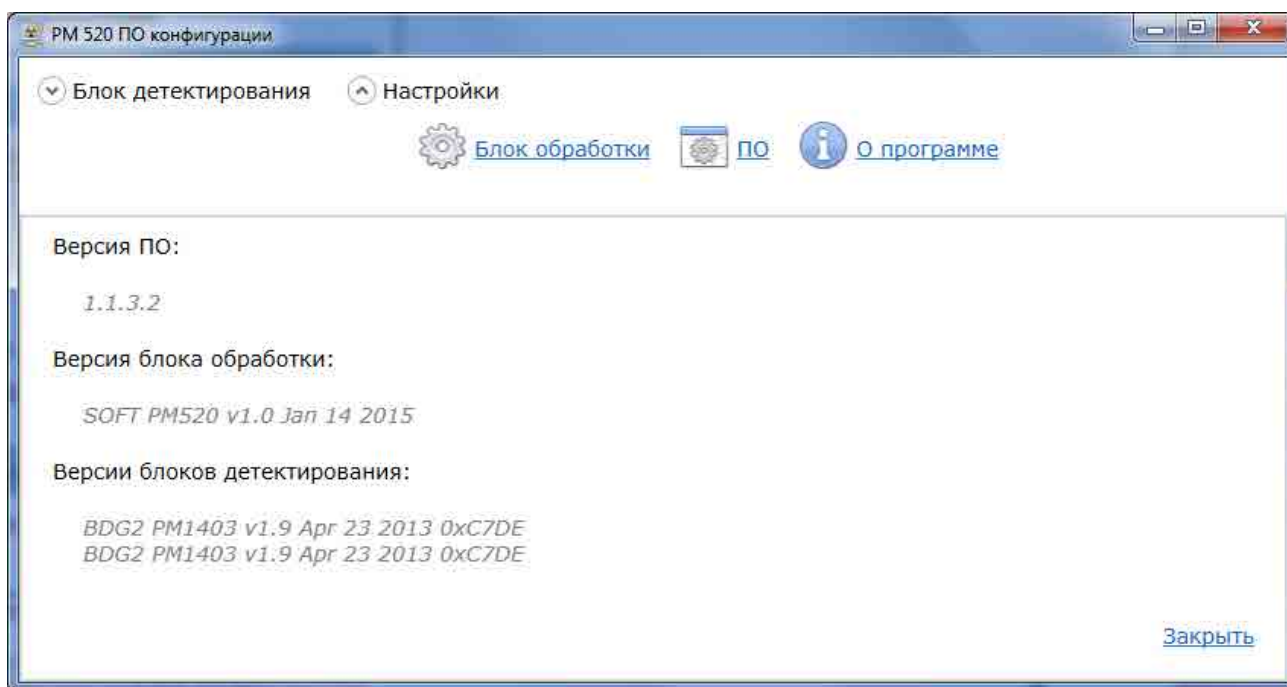 РМ 520 ПО конфигурации
Блок детектирования Настройки
Блок обработки ПО О программе
Версия ПО:
1.1.3.2
Версия блока обработки:
SOFT PM520 v1.0 Jan 14 2015
Версии блоков детектирования:
BDG2 PM1403 v1.9 Apr 23 2013 0xC7DE
BDG2 PM1403 v1.9 Apr 23 2013 0xC7DE
Закрыть